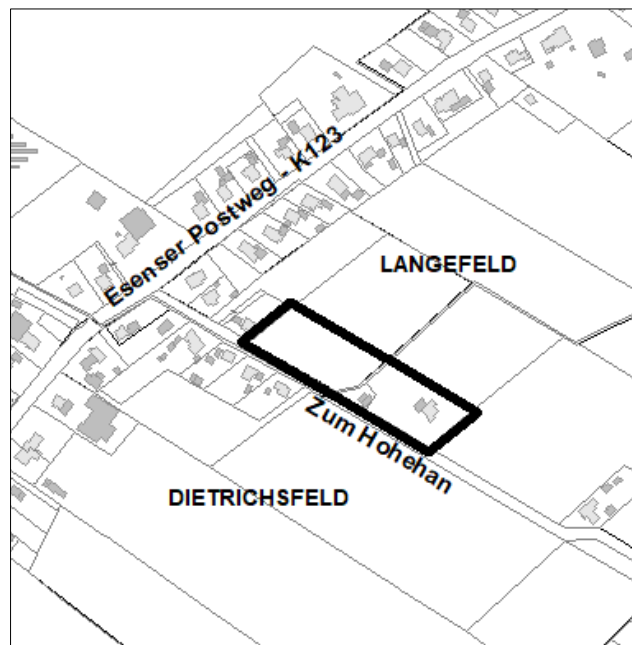 Esenser Postweg - K123
LANGEFELD
Zum Hohehan
DIETRICHSFELD